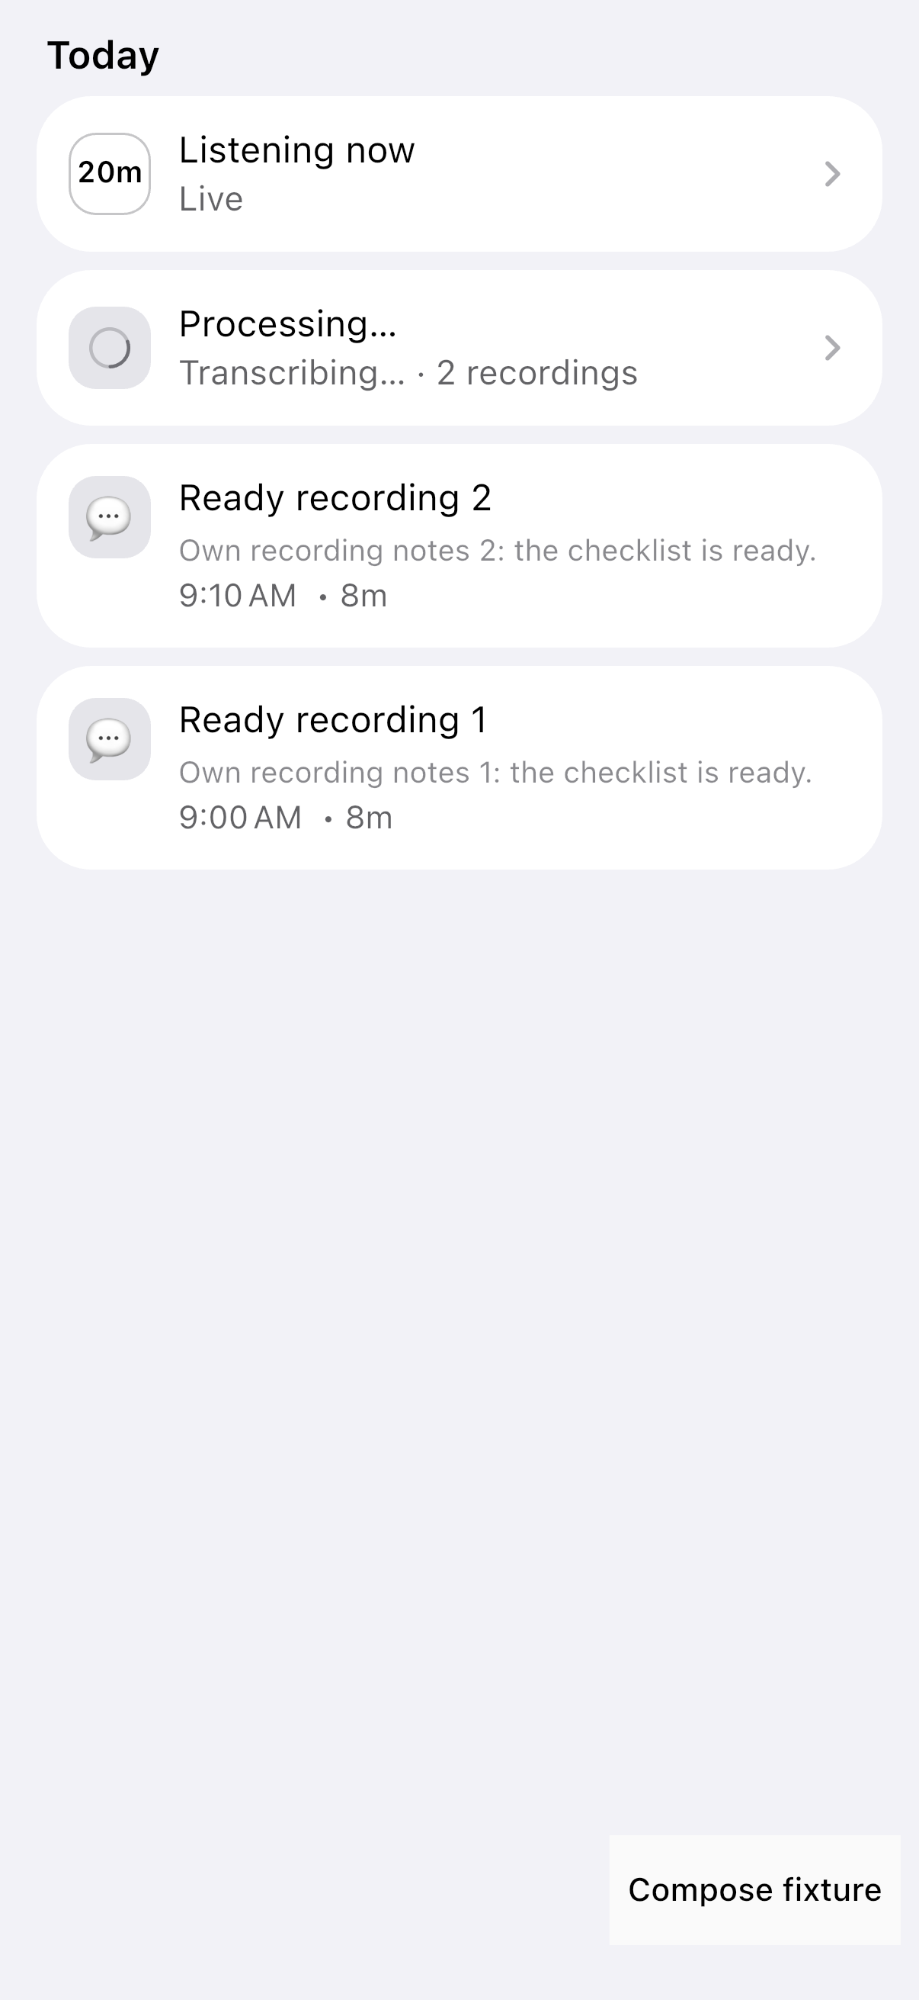 Today
20m
Listening now
Live
Processing...
Transcribing... · 2 recordings
Ready recording 2
Own recording notes 2: the checklist is ready.
9:10 AM • 8m
Ready recording 1
Own recording notes 1: the checklist is ready.
9:00 AM • 8m
Compose fixture